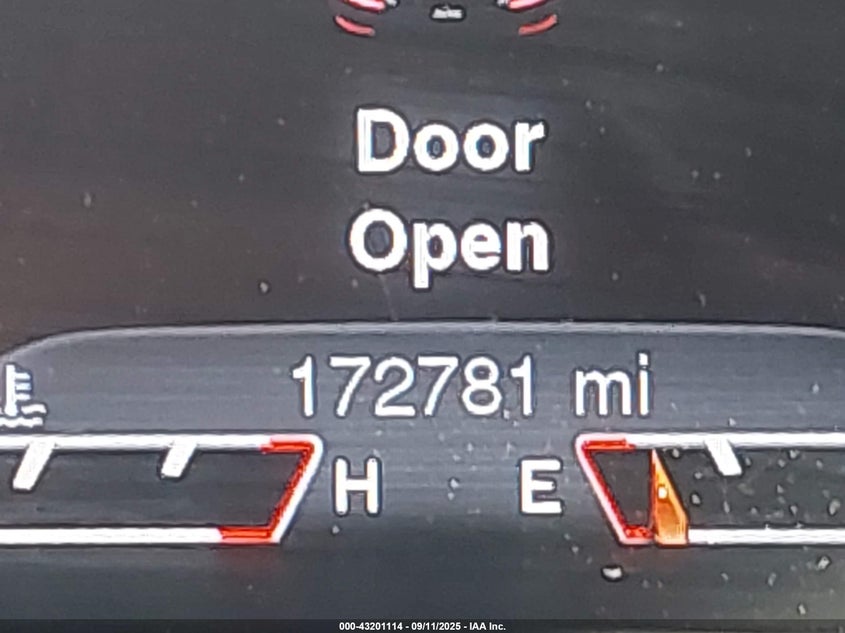 Door
Open
172781 mi
H E
000-43201114 - 09/11/2025 - IAA Inc.